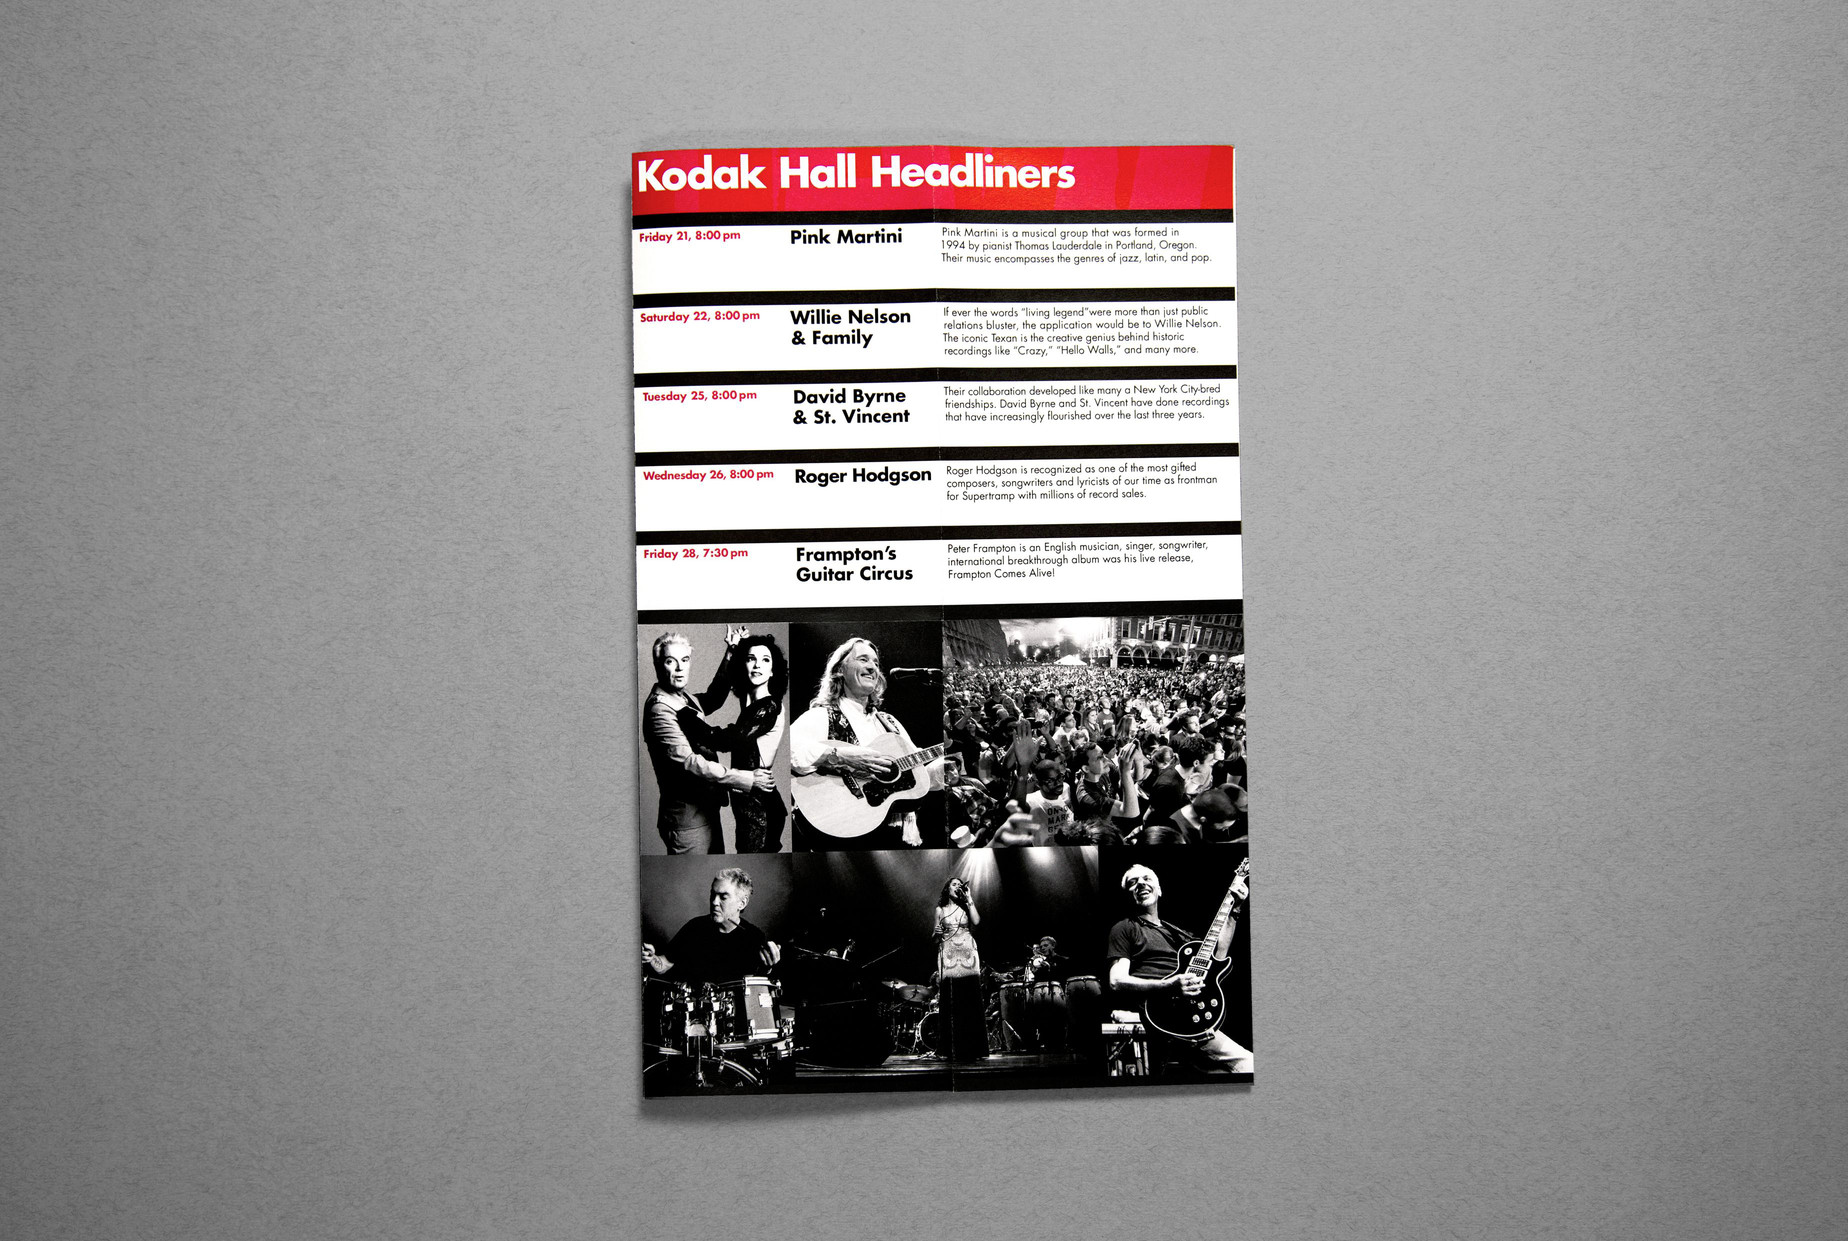 Kodak Hall Headliners
Friday 21, 8:00 pm
Pink Martini
Pink Martini is a musical group that was formed in
1994 by pianist Thomas Lauderdale in Portland, Oregon.
Their music encompasses the genres of jazz, latin, and pop.
Saturday 22, 8:00 pm
Willie Nelson
& Family
If ever the words "living legend"were more than just public
relations bluster, the application would be to Willie Nelson.
The iconic Texan is the creative genius behind historic
recordings like "Crazy," "Hello Walls," and many more.
Tuesday 25, 8:00 pm
David Byrne
& St. Vincent
Their collaboration developed like many a New York City-bred
friendships. David Byrne and St. Vincent have done recordings
that have increasingly flourished over the last three years.
Wednesday 26, 8:00 pm
Roger Hodgson
Roger Hodgson is recognized as one of the most gifted
composers, songwriters and lyricists of our time as frontman
for Supertramp with millions of record sales.
Friday 28, 7:30 pm
Frampton's
Guitar Circus
Peter Frampton is an English musician, singer, songwriter,
international breakthrough album was his live release,
Frampton Comes Alive!